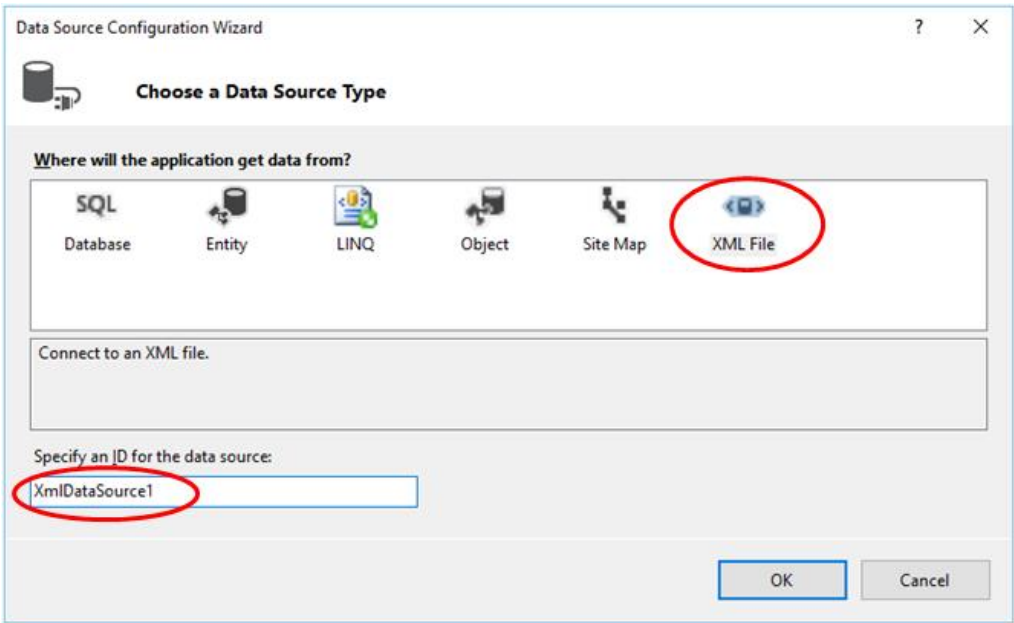 Data Source Configuration Wizard ?
Choose a Data Source Type
Where will the application get data from?
SQL
Database Entity LINQ Object Site Map XML File
Connect to an XML file.
Specify an ID for the data source:
XmlDataSource1
OK Cancel